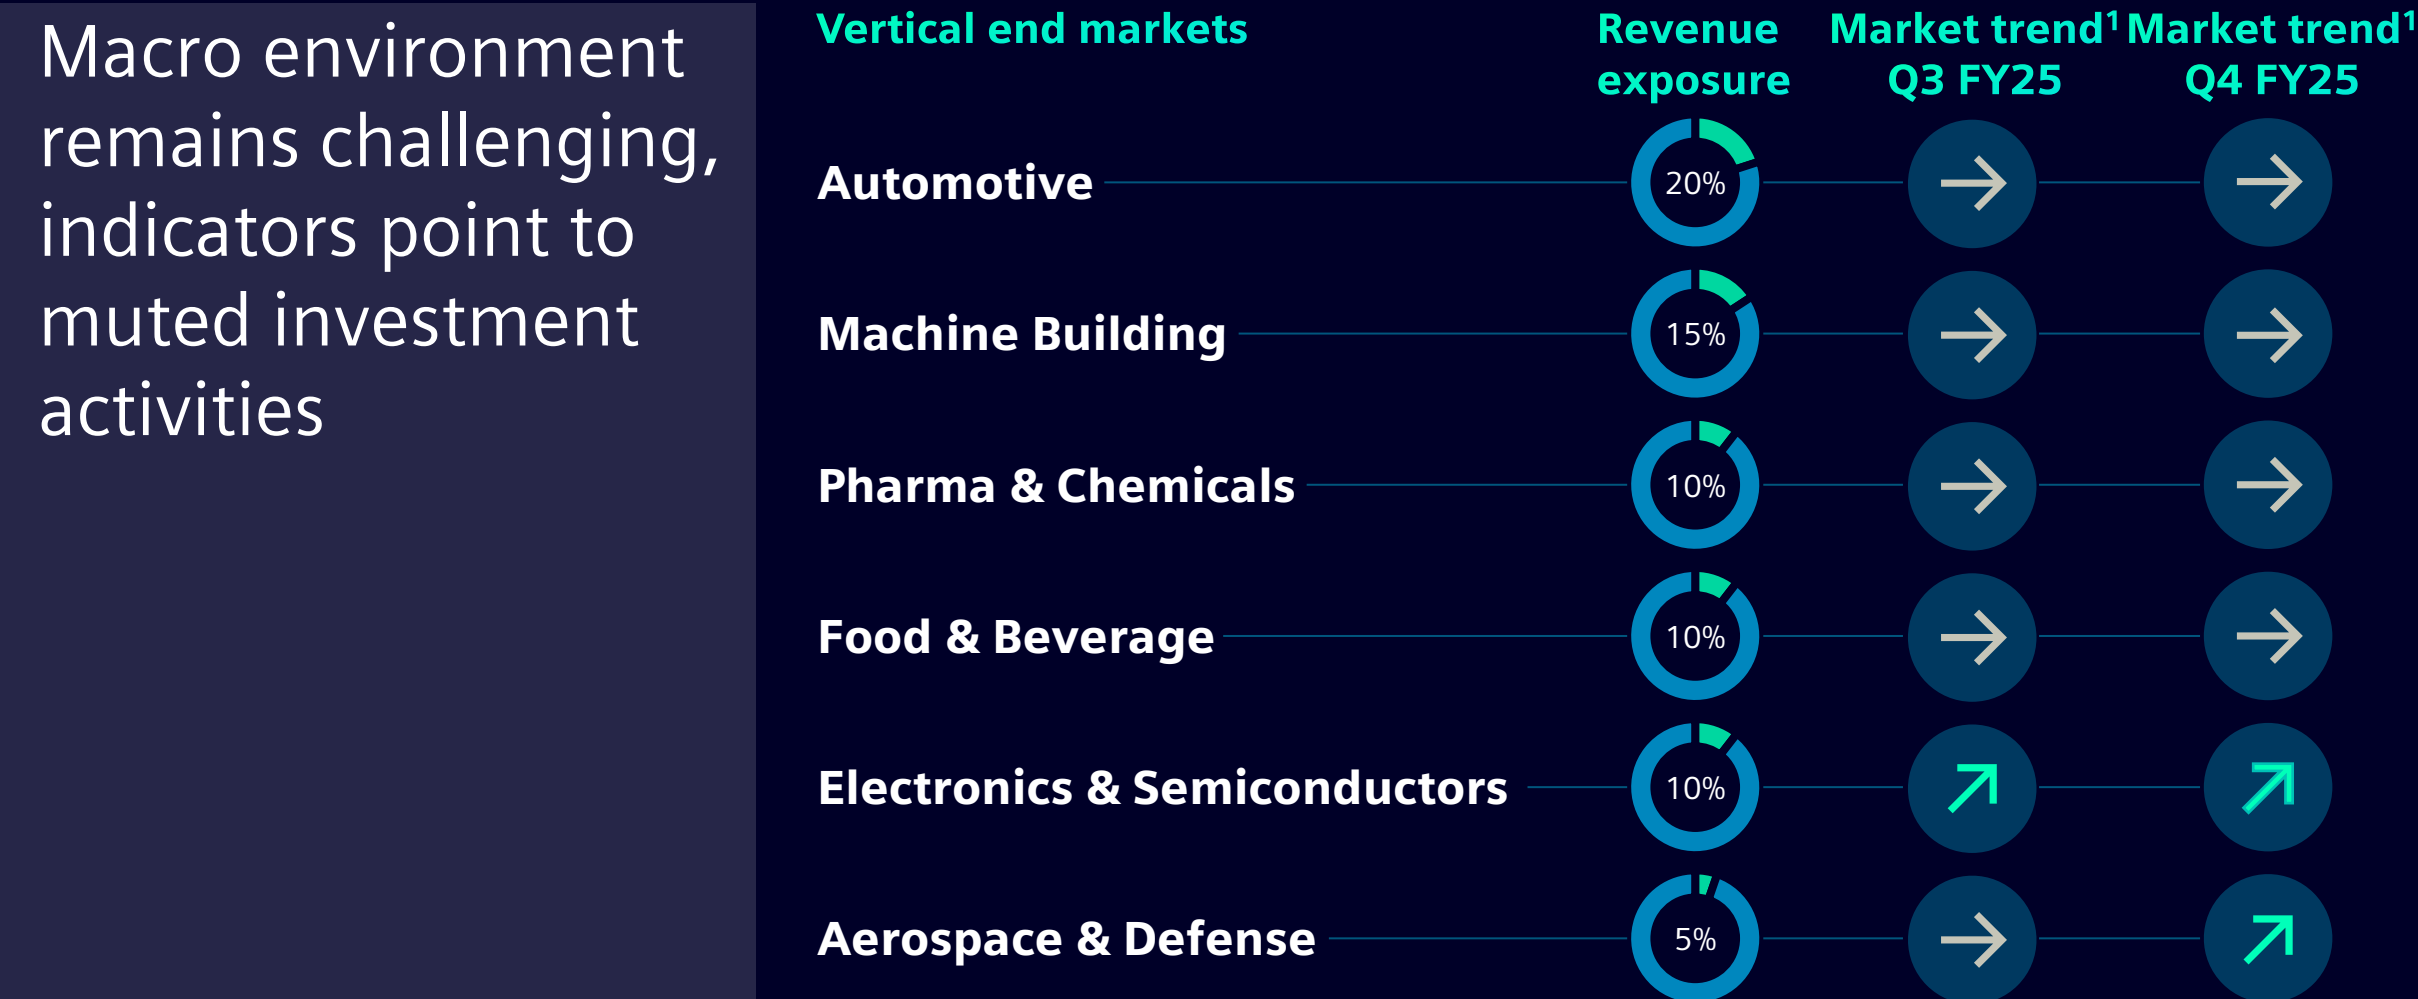 Macro environment
remains challenging,
indicators point to
muted investment
activities
Vertical end markets
Revenue
exposure
Market trend¹
Q3 FY25
Market trend¹
Q4 FY25
Automotive
20%
Machine Building
15%
Pharma & Chemicals
10%
Food & Beverage
10%
Electronics & Semiconductors
10%
Aerospace & Defense
5%